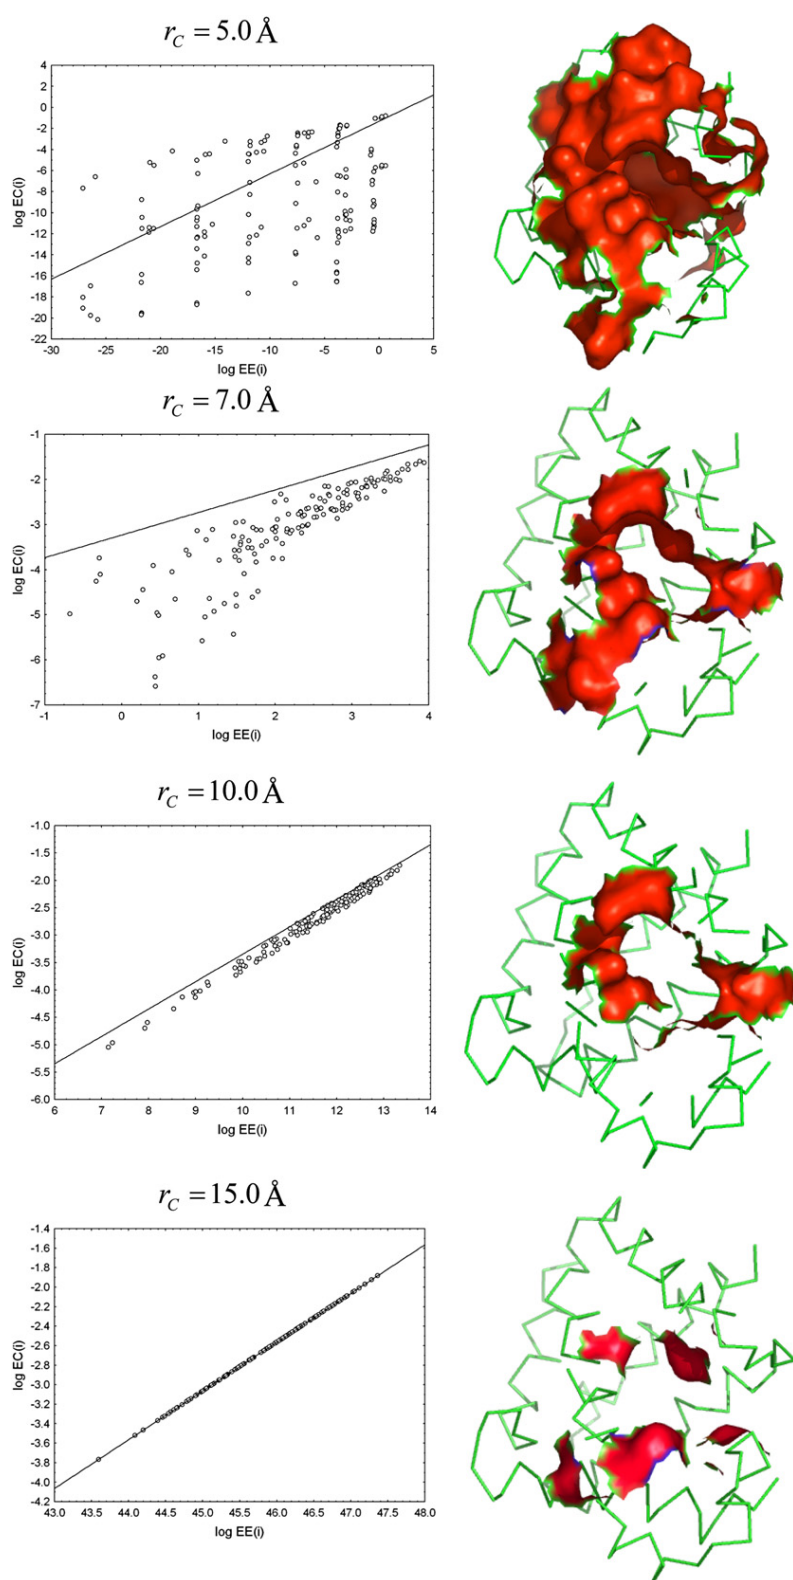 r_C = 5.0 Å
4
2
0
-2
-4
-6
-8
-10
-12
-14
-16
-18
-20
-22
log EC(i)
-30 -25 -20 -15 -10 -5 0 5
log EE(i)
r_C = 7.0 Å
-1
-2
-3
-4
-5
-6
-7
log EC(i)
-1 0 1 2 3 4
log EE(i)
r_C = 10.0 Å
-1.0
-1.5
-2.0
-2.5
-3.0
-3.5
-4.0
-4.5
-5.0
-5.5
-6.0
log EC(i)
6 7 8 9 10 11 12 13 14
log EE(i)
r_C = 15.0 Å
-1.4
-1.6
-1.8
-2.0
-2.2
-2.4
-2.6
-2.8
-3.0
-3.2
-3.4
-3.6
-3.8
-4.0
-4.2
log EC(i)
43.0 43.5 44.0 44.5 45.0 45.5 46.0 46.5 47.0 47.5 48.0
log EE(i)